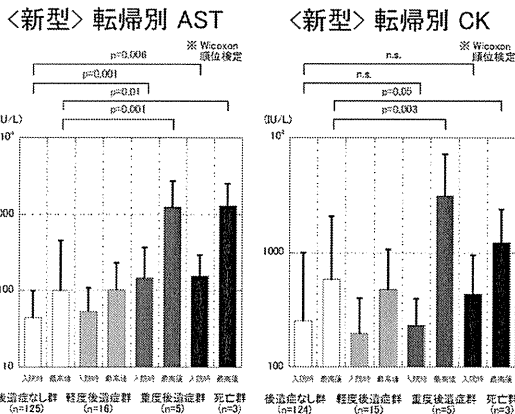 <新型> 転帰別 AST
※ Wicoxon
順位検定
p=0.006
p=0.001
p=0.01
p=0.001
(IU/L)
10⁴
1000
100
10
入院時 最高値 入院時 最高値 入院時 最高値 入院時 最高値
後遺症なし群 軽度後遺症群 重度後遺症群 死亡群
(n=125) (n=16) (n=5) (n=3)
<新型> 転帰別 CK
※ Wicoxon
順位検定
n.s.
n.s.
p=0.05
p=0.003
(IU/L)
1000
100
入院時 最高値 入院時 最高値 入院時 最高値 入院時 最高値
後遺症なし群 軽度後遺症群 重度後遺症群 死亡群
(n=124) (n=15) (n=5) (n=3)